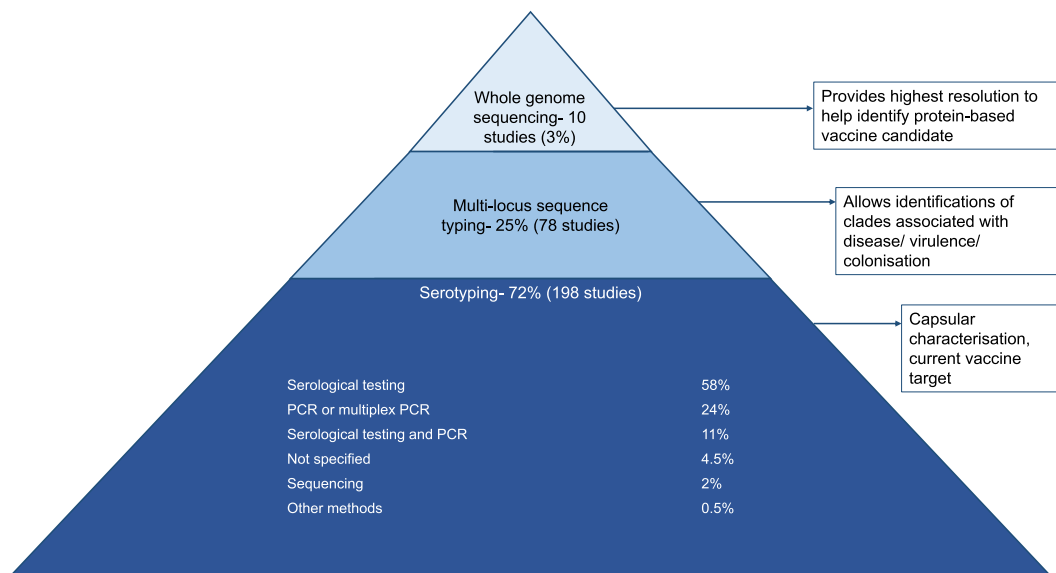 Whole genome
sequencing- 10
studies (3%)
Provides highest resolution to
help identify protein-based
vaccine candidate
Multi-locus sequence
typing- 25% (78 studies)
Allows identifications of
clades associated with
disease/ virulence/
colonisation
Serotyping- 72% (198 studies)
Capsular
characterisation,
current vaccine
target
Serological testing 58%
PCR or multiplex PCR 24%
Serological testing and PCR 11%
Not specified 4.5%
Sequencing 2%
Other methods 0.5%